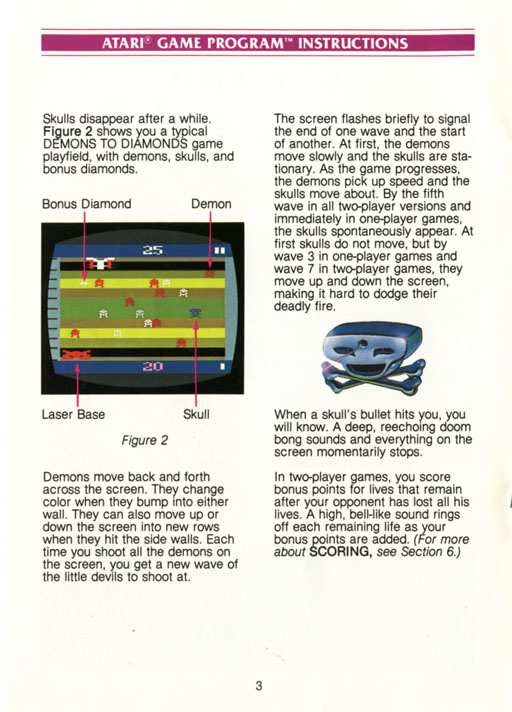 ATARI® GAME PROGRAM™ INSTRUCTIONS
Skulls disappear after a while.
Figure 2 shows you a typical
DEMONS TO DIAMONDS game
playfield, with demons, skulls, and
bonus diamonds.
Bonus Diamond Demon
25
20
Laser Base Skull
Figure 2
Demons move back and forth
across the screen. They change
color when they bump into either
wall. They can also move up or
down the screen into new rows
when they hit the side walls. Each
time you shoot all the demons on
the screen, you get a new wave of
the little devils to shoot at.
The screen flashes briefly to signal
the end of one wave and the start
of another. At first, the demons
move slowly and the skulls are sta-
tionary. As the game progresses,
the demons pick up speed and the
skulls move about. By the fifth
wave in all two-player versions and
immediately in one-player games,
the skulls spontaneously appear. At
first skulls do not move, but by
wave 3 in one-player games and
wave 7 in two-player games, they
move up and down the screen,
making it hard to dodge their
deadly fire.
When a skull's bullet hits you, you
will know. A deep, reechoing doom
bong sounds and everything on the
screen momentarily stops.
In two-player games, you score
bonus points for lives that remain
after your opponent has lost all his
lives. A high, bell-like sound rings
off each remaining life as your
bonus points are added. (For more
about SCORING, see Section 6.)
3